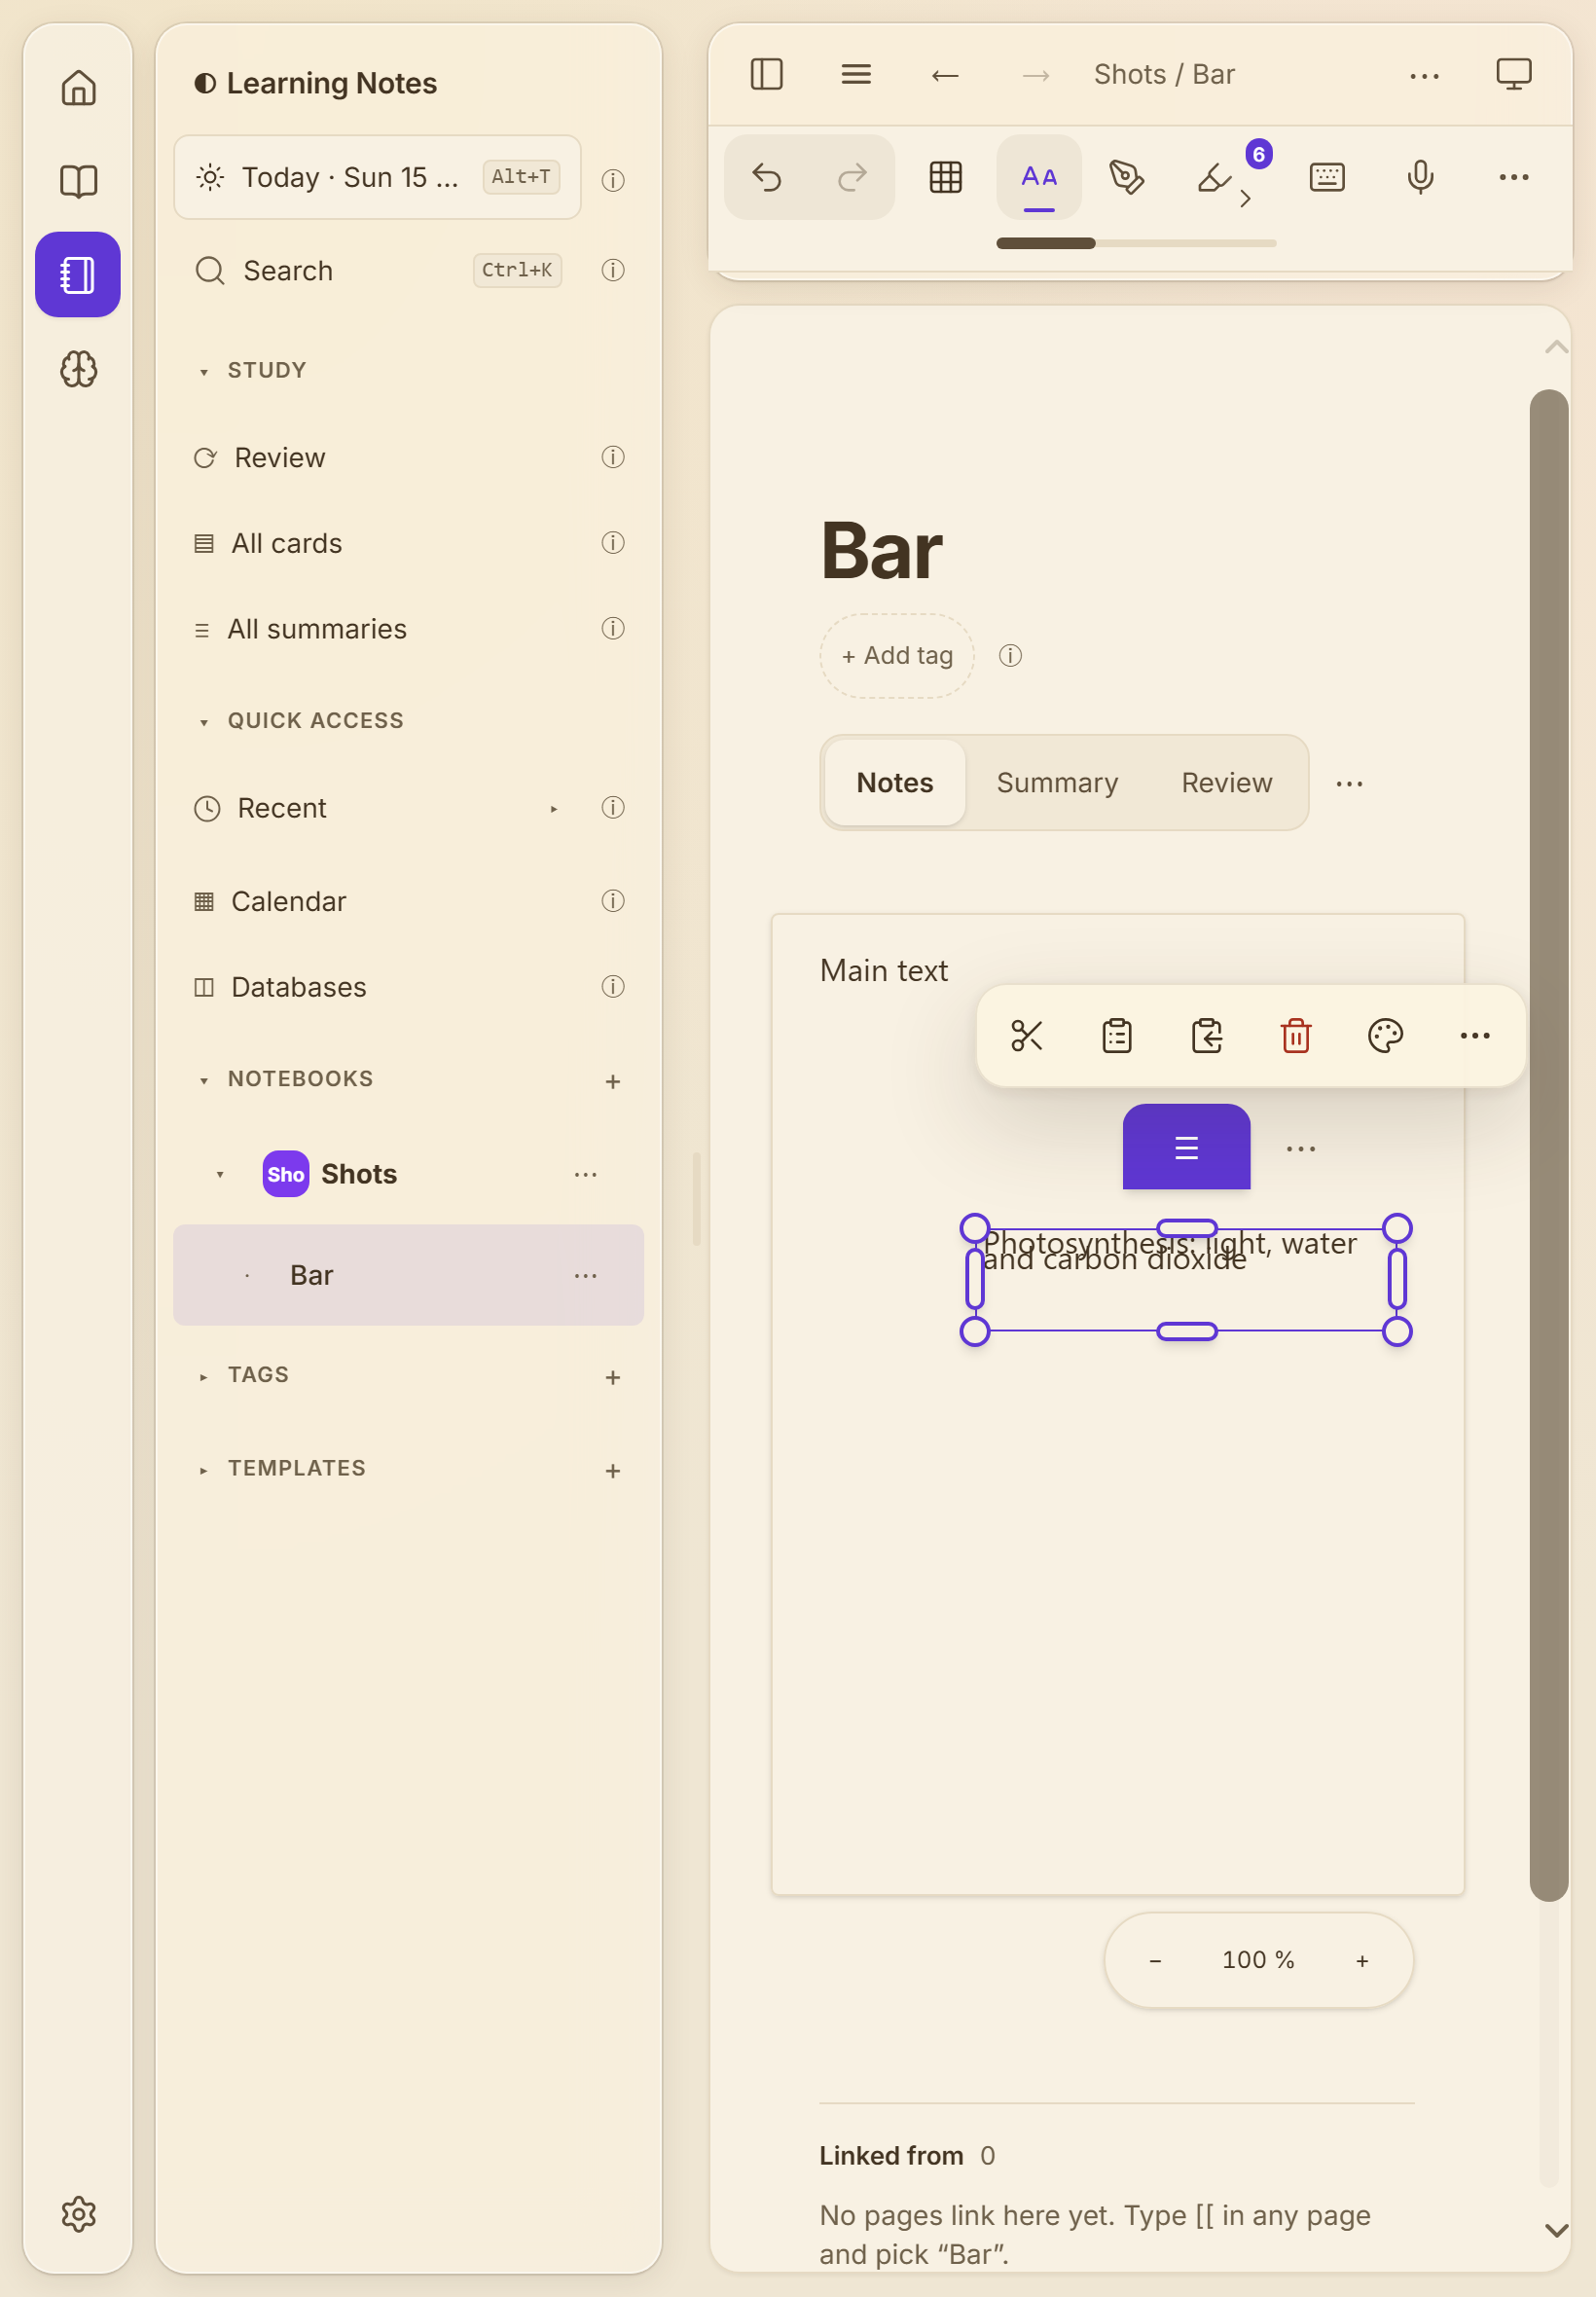 Learning Notes
Today · Sun 15 ...
Alt+T
Search
Ctrl+K
STUDY
Review
All cards
All summaries
QUICK ACCESS
Recent
Calendar
Databases
NOTEBOOKS
Sho
Shots
Bar
TAGS
TEMPLATES
Shots / Bar
6
Bar
+ Add tag
Notes
Summary
Review
Main text
Photosynthesis: light, water
and carbon dioxide
− 100 % +
Linked from 0
No pages link here yet. Type [[ in any page
and pick “Bar”.